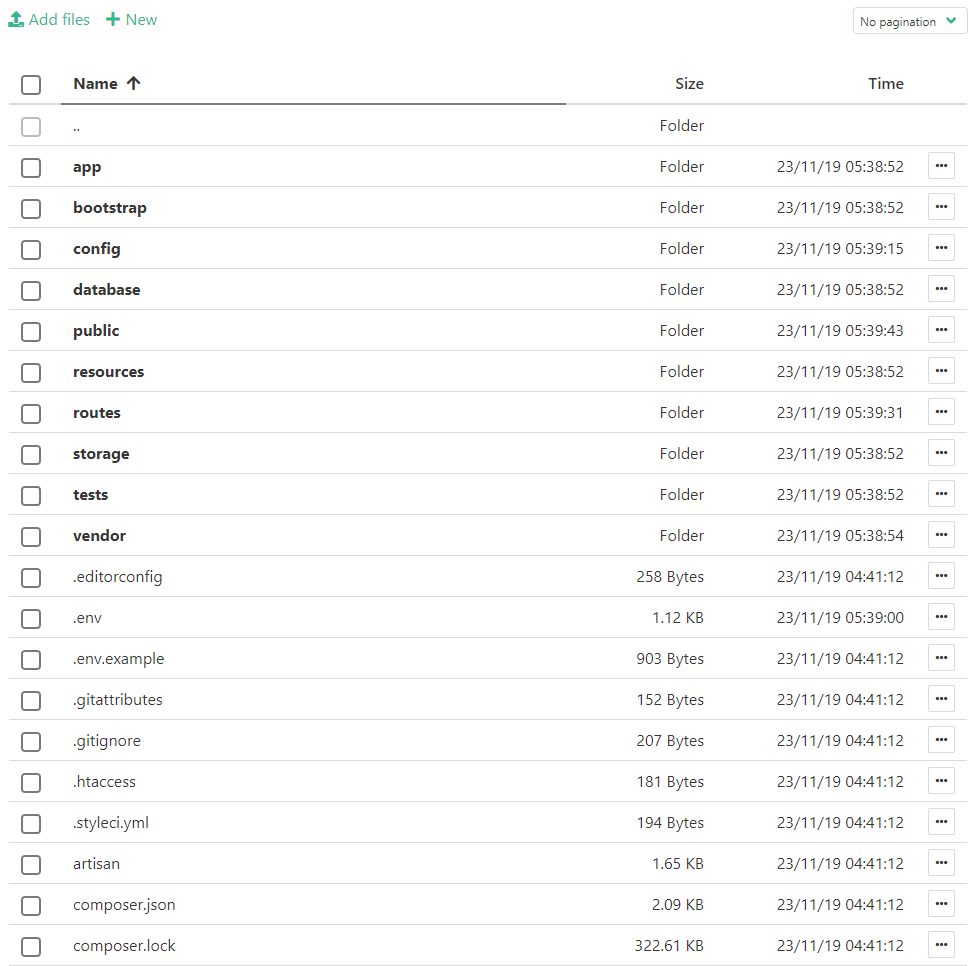 Add files New No pagination
Name Size Time
.. Folder
app Folder 23/11/19 05:38:52
bootstrap Folder 23/11/19 05:38:52
config Folder 23/11/19 05:39:15
database Folder 23/11/19 05:38:52
public Folder 23/11/19 05:39:43
resources Folder 23/11/19 05:38:52
routes Folder 23/11/19 05:39:31
storage Folder 23/11/19 05:38:52
tests Folder 23/11/19 05:38:52
vendor Folder 23/11/19 05:38:54
.editorconfig 258 Bytes 23/11/19 04:41:12
.env 1.12 KB 23/11/19 05:39:00
.env.example 903 Bytes 23/11/19 04:41:12
.gitattributes 152 Bytes 23/11/19 04:41:12
.gitignore 207 Bytes 23/11/19 04:41:12
.htaccess 181 Bytes 23/11/19 04:41:12
.styleci.yml 194 Bytes 23/11/19 04:41:12
artisan 1.65 KB 23/11/19 04:41:12
composer.json 2.09 KB 23/11/19 04:41:12
composer.lock 322.61 KB 23/11/19 04:41:12